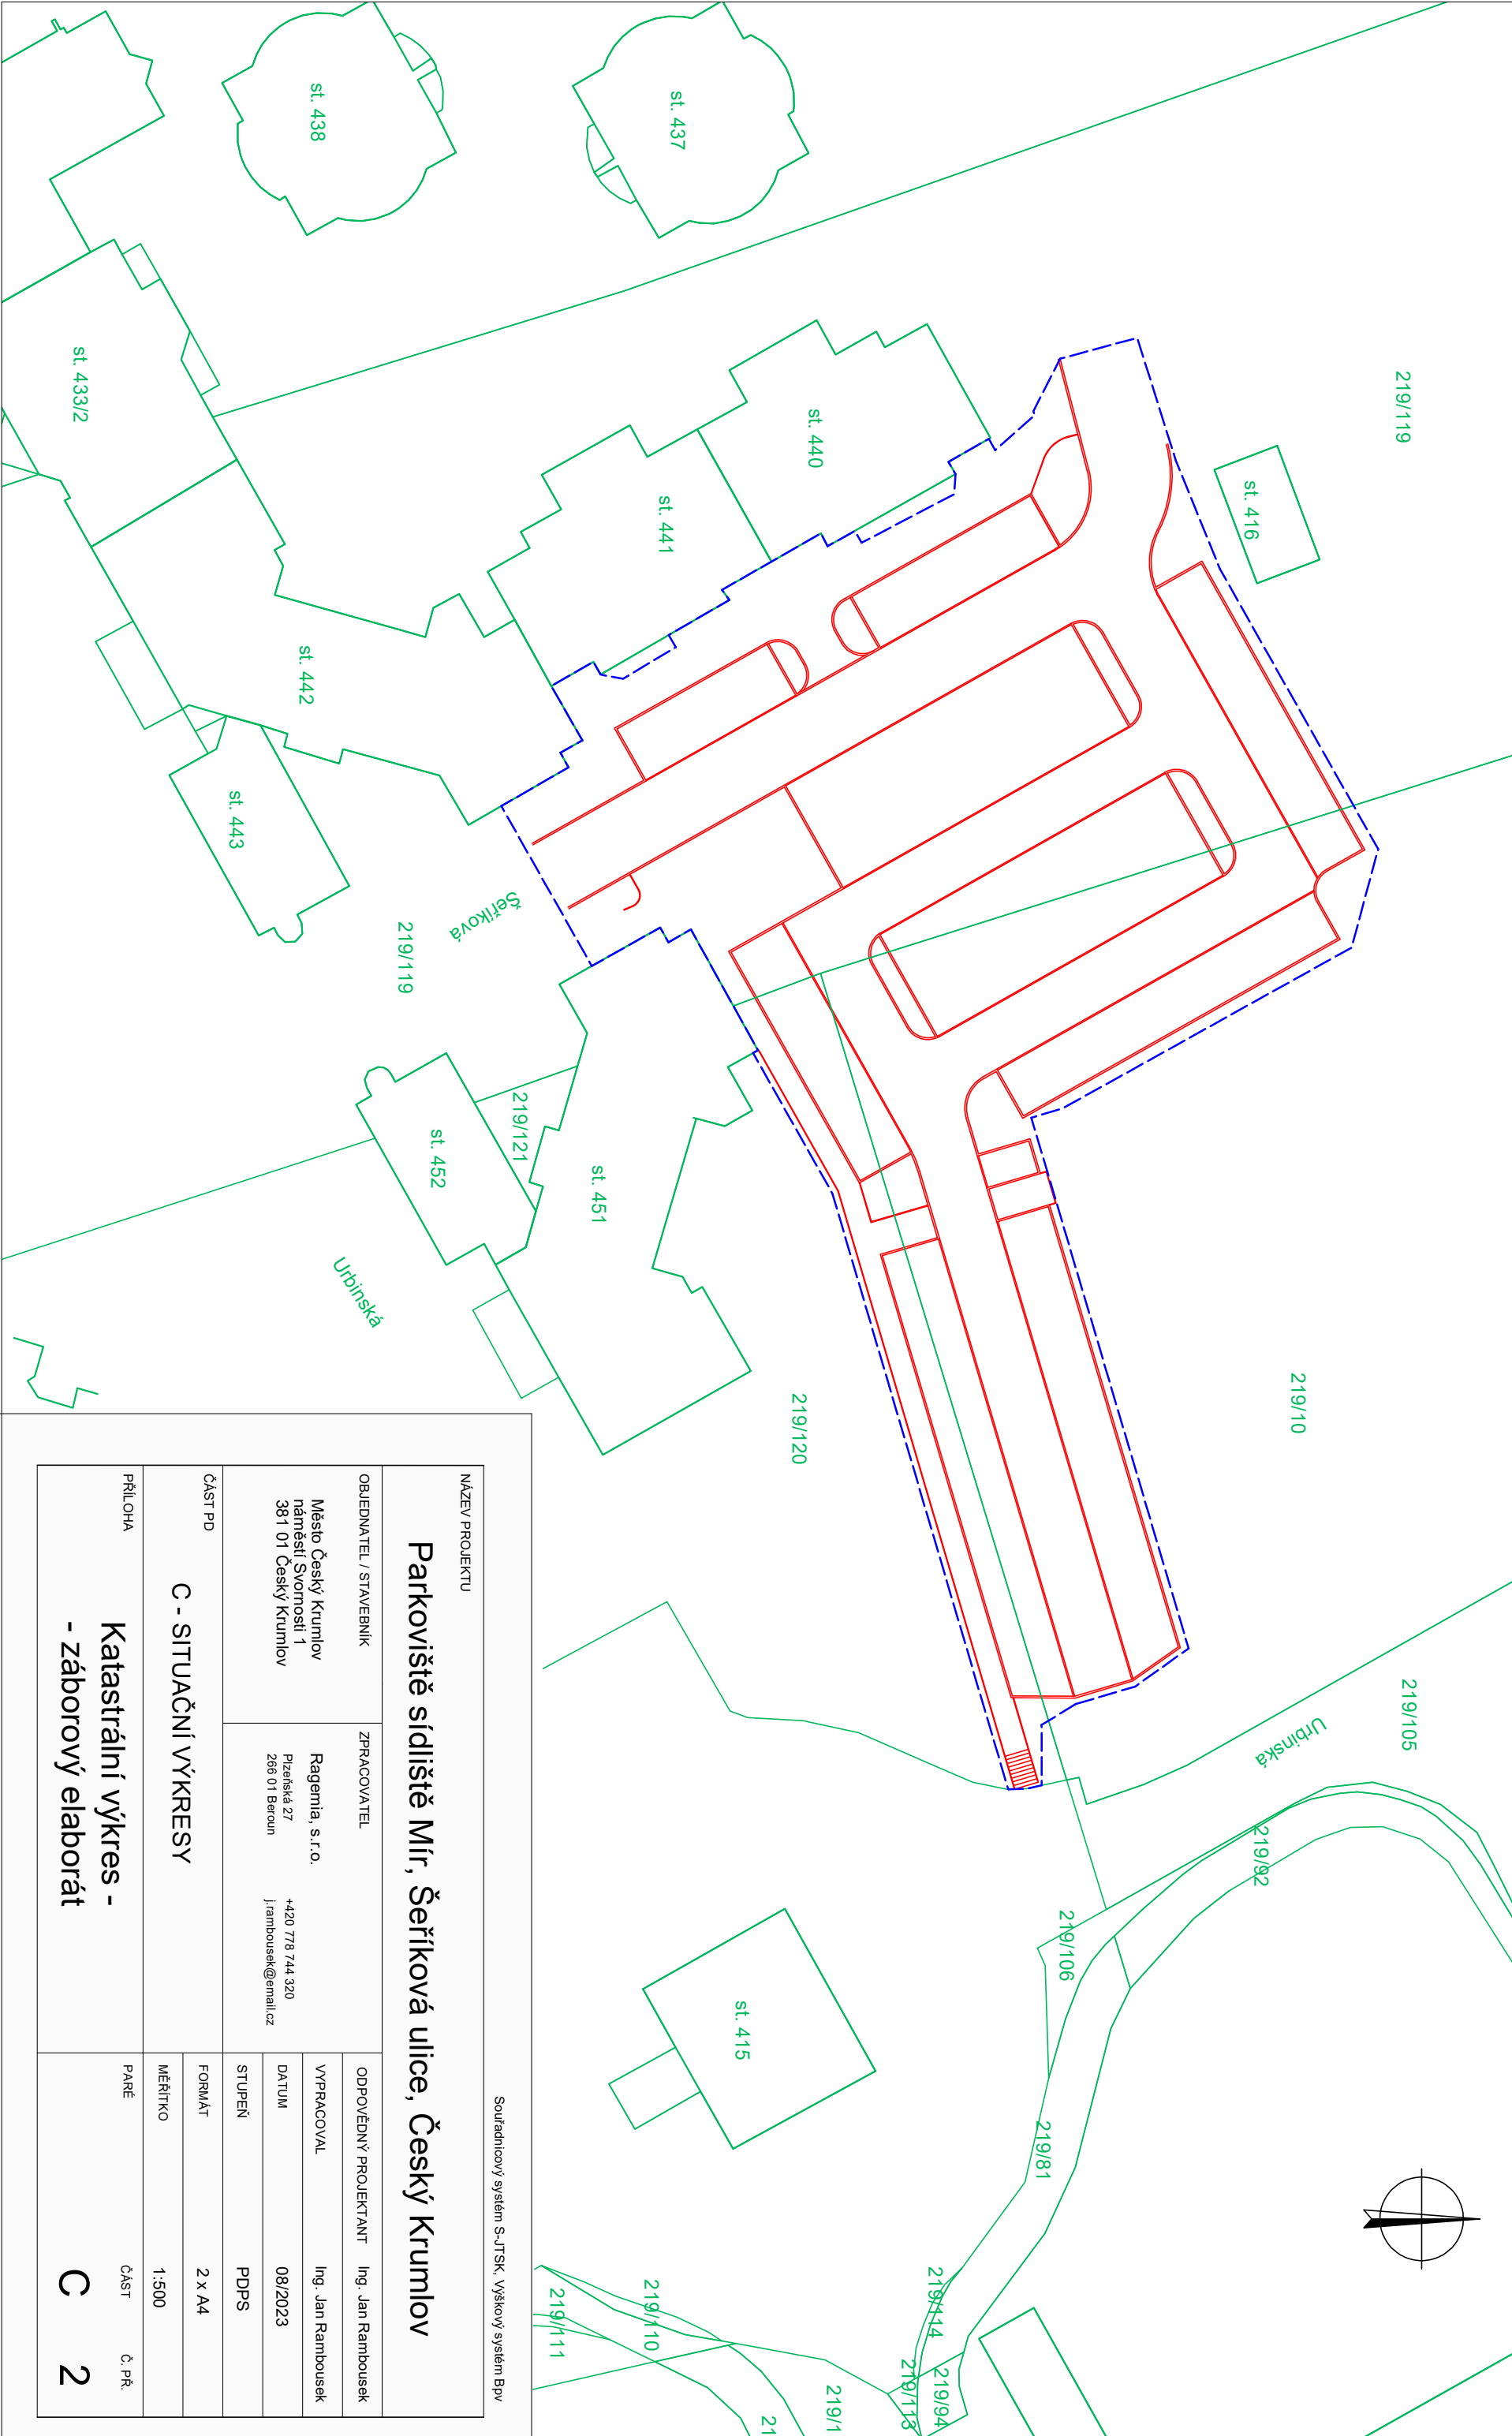 219/119
st. 416
st. 437
st. 438
st. 440
st. 441
st. 433/2
st. 442
st. 443
Šeříková
219/119
219/121
st. 452
st. 451
Urbinská
219/120
219/10
219/105
Urbinská
219/92
219/106
st. 415
219/81
219/114
219/94
219/113
219/110
219/111
219/1
21
Souřadnicový systém S-JTSK, Výškový systém Bpv
NÁZEV PROJEKTU
Parkoviště sídliště Mír, Šeříková ulice, Český Krumlov
OBJEDNATEL / STAVEBNÍK
Město Český Krumlov
náměstí Svornosti 1
381 01 Český Krumlov
ZPRACOVATEL
Ragemia, s.r.o.
Plzeňská 27
266 01 Beroun
+420 778 744 320
j.rambousek@email.cz
ODPOVĚDNÝ PROJEKTANT Ing. Jan Rambousek
VYPRACOVAL Ing. Jan Rambousek
DATUM 08/2023
STUPEŇ PDPS
FORMÁT 2 x A4
MĚŘÍTKO 1:500
ČÁST PD
C - SITUAČNÍ VÝKRESY
PŘÍLOHA
Katastrální výkres -
- záborový elaborát
PARÉ
ČÁST
C
Č. PŘ.
2